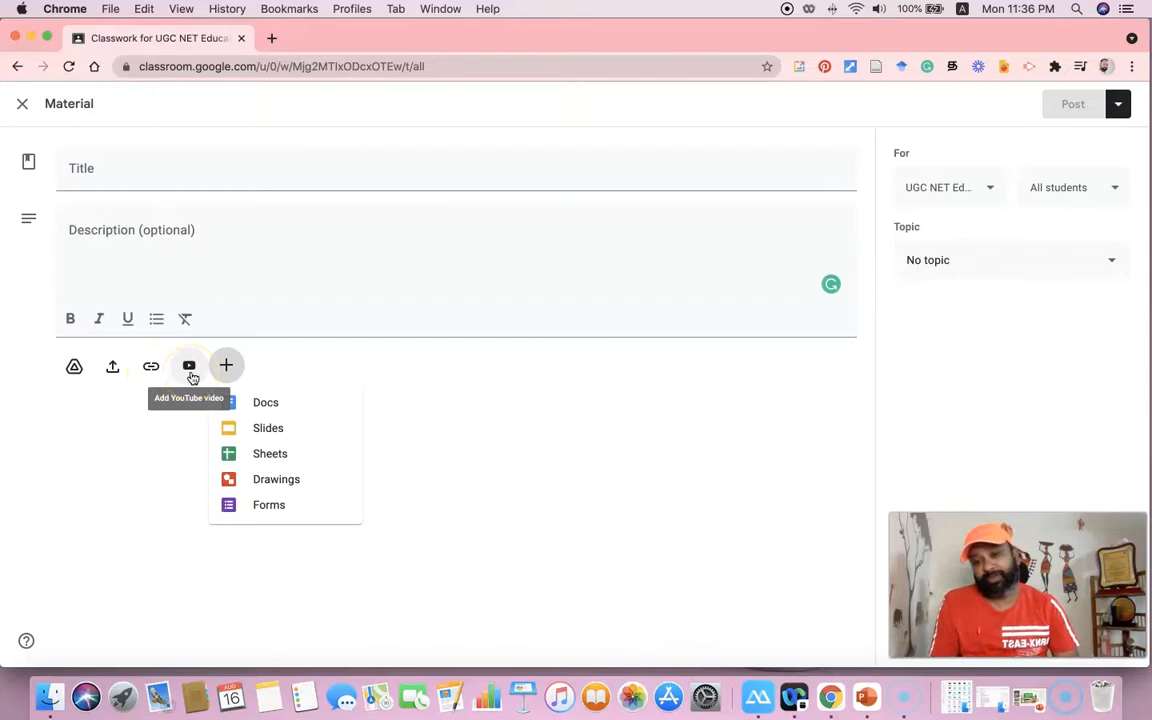 Chrome File Edit View History Bookmarks Profiles Tab Window Help 100% A Mon 11:36 PM
Classwork for UGC NET Educa
classroom.google.com/u/0/w/Mjg2MTIxODcxOTEw/t/all
Material
Post
Title
Description (optional)
B I U
Add YouTube video
Docs
Slides
Sheets
Drawings
Forms
For
UGC NET Ed... All students
Topic
No topic
AUG
16